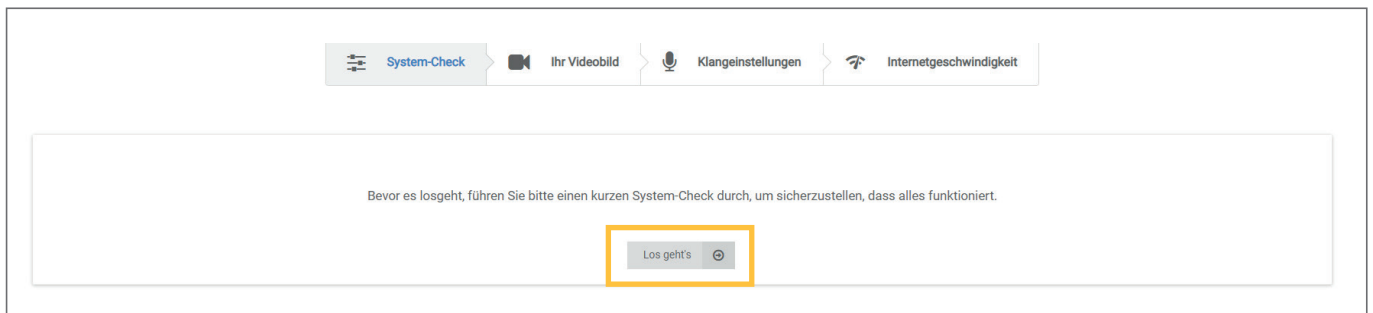 System-Check
Ihr Videobild
Klangeinstellungen
Internetgeschwindigkeit
Bevor es losgeht, führen Sie bitte einen kurzen System-Check durch, um sicherzustellen, dass alles funktioniert.
Los geht's